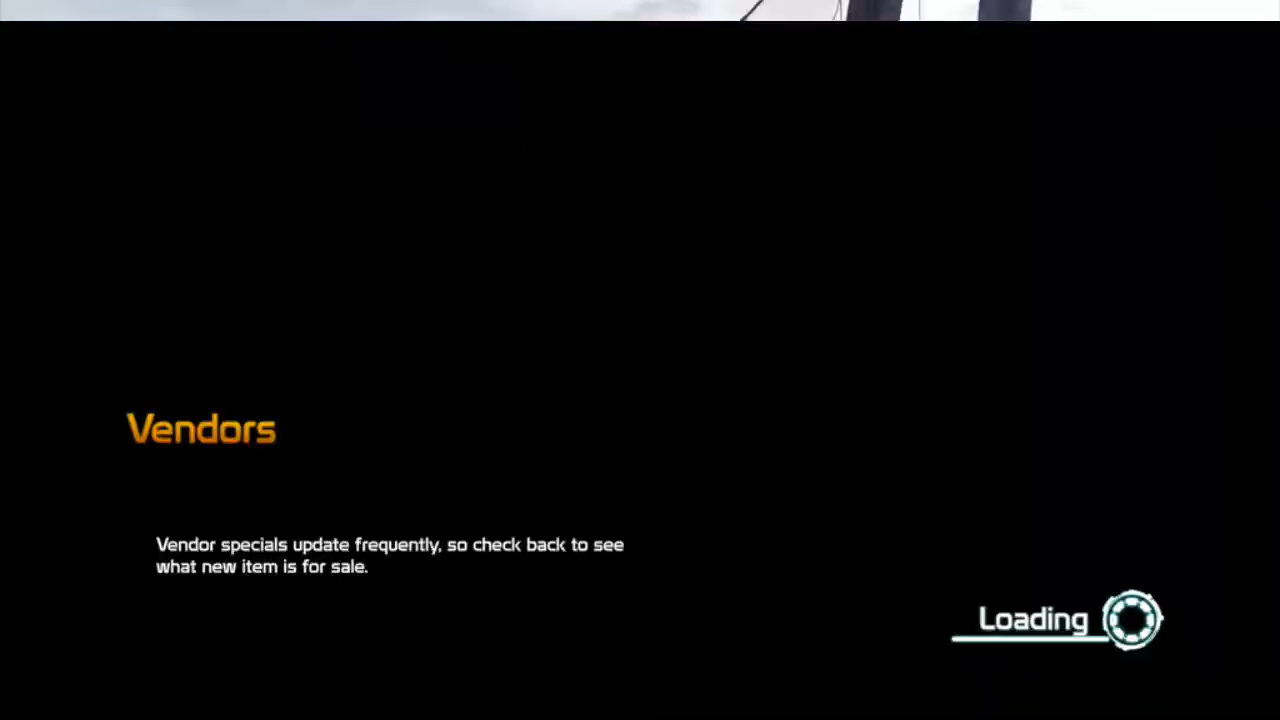 Vendors
Vendor specials update frequently, so check back to see
what new item is for sale.
Loading